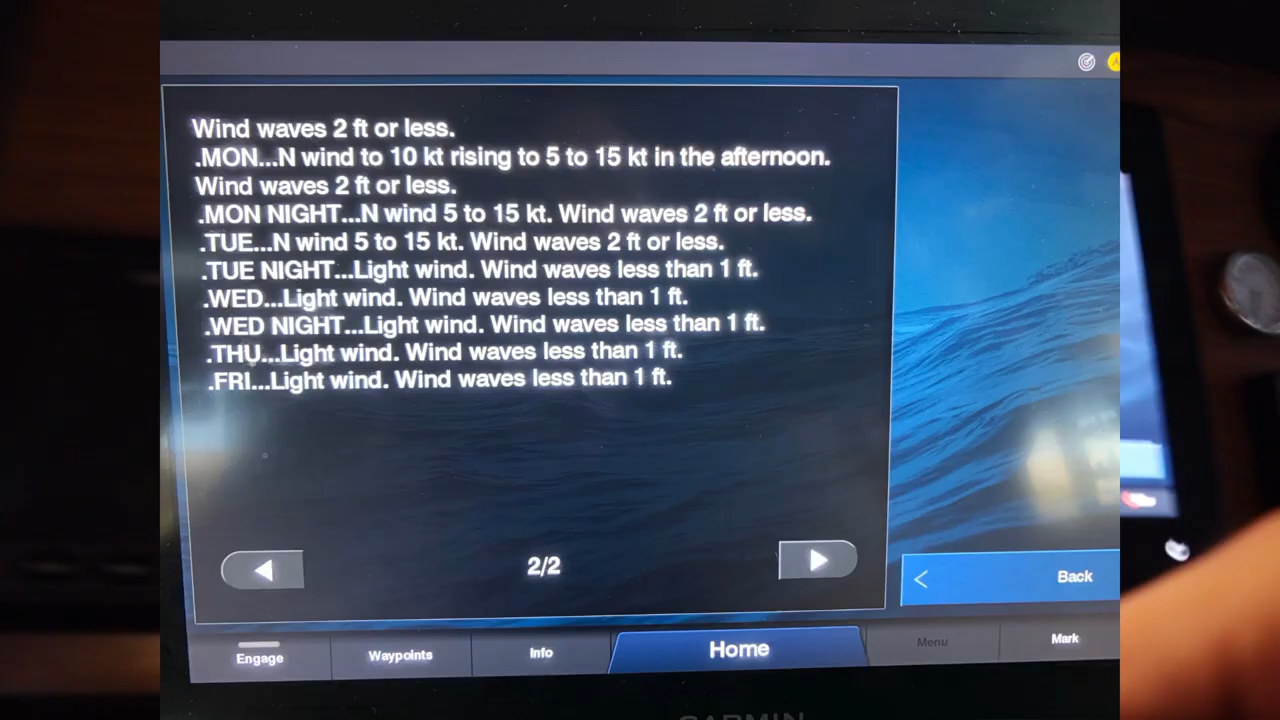 Wind waves 2 ft or less.
.MON...N wind to 10 kt rising to 5 to 15 kt in the afternoon.
Wind waves 2 ft or less.
.MON NIGHT...N wind 5 to 15 kt. Wind waves 2 ft or less.
.TUE...N wind 5 to 15 kt. Wind waves 2 ft or less.
.TUE NIGHT...Light wind. Wind waves less than 1 ft.
.WED...Light wind. Wind waves less than 1 ft.
.WED NIGHT...Light wind. Wind waves less than 1 ft.
.THU...Light wind. Wind waves less than 1 ft.
.FRI...Light wind. Wind waves less than 1 ft.
2/2
Back
Engage
Waypoints
Info
Home
Menu
Mark
GARMIN